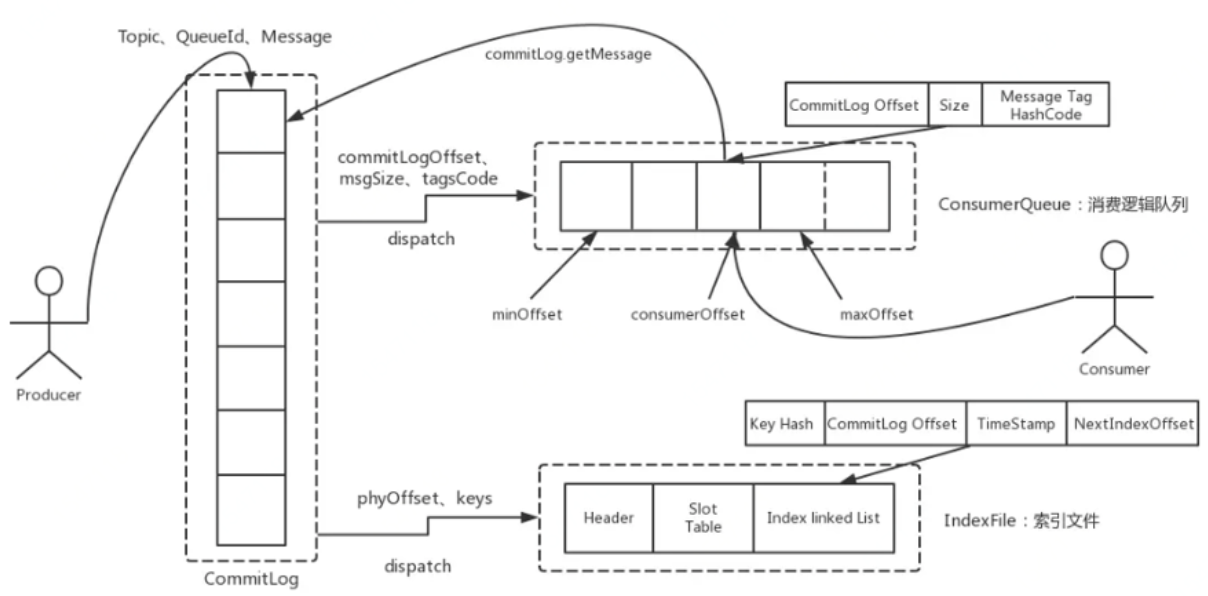 Topic、QueueId、Message
commitLog.getMessage
CommitLog Offset
Size
Message Tag
HashCode
commitLogOffset、
msgSize、tagsCode
dispatch
ConsumerQueue：消费逻辑队列
minOffset
consumerOffset
maxOffset
Producer
Consumer
Key Hash
CommitLog Offset
TimeStamp
NextIndexOffset
phyOffset、keys
dispatch
Header
Slot
Table
Index linked List
IndexFile：索引文件
CommitLog